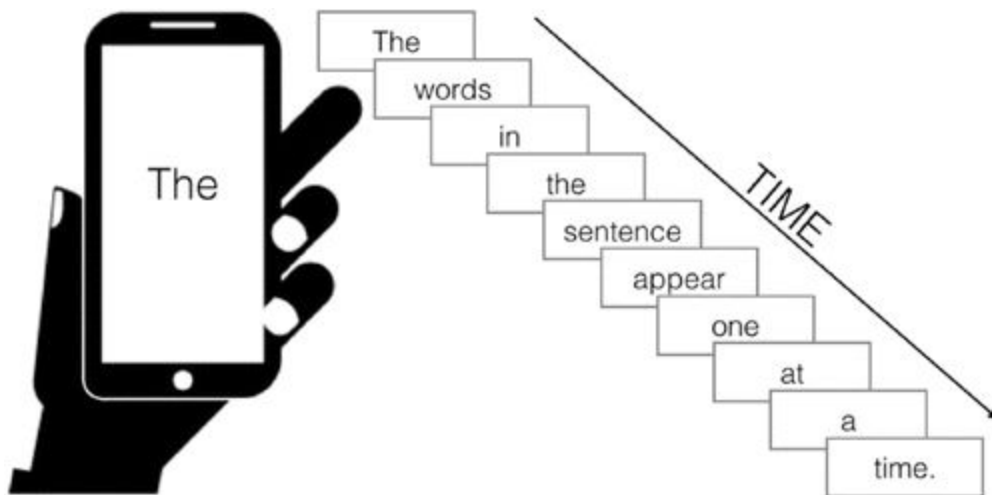 The
The
words
in
the
sentence
appear
one
at
a
time.
TIME